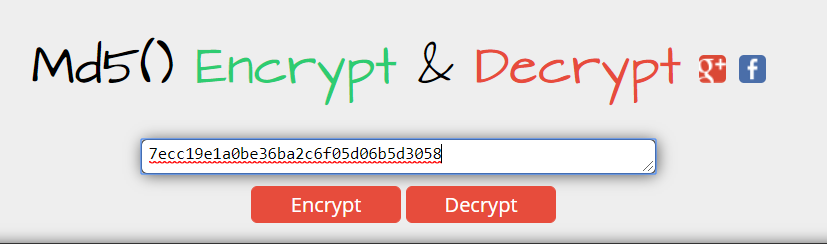 Md5() Encrypt & Decrypt g+ f
7ecc19e1a0be36ba2c6f05d06b5d3058
Encrypt Decrypt